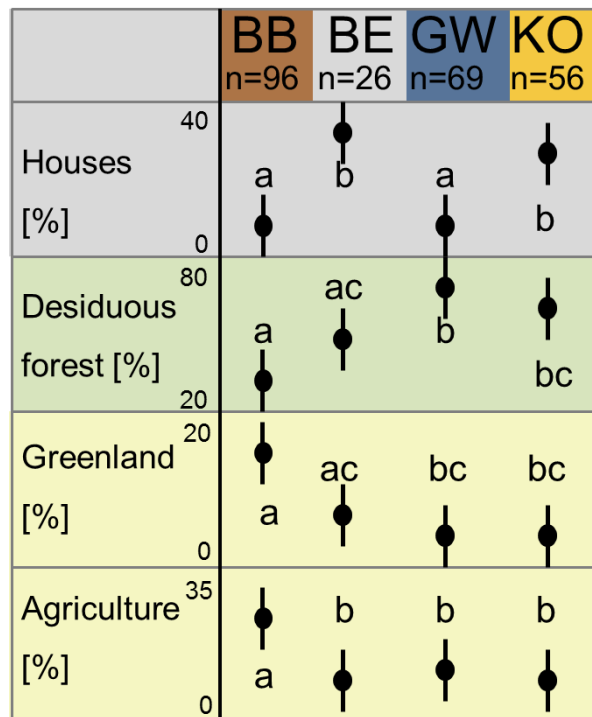 BB BE GW KO
n=96 n=26 n=69 n=56
40
Houses
[%]
0
a b a b
80
Desiduous
forest [%]
20
a ac b bc
20
Greenland
[%]
0
a ac bc bc
35
Agriculture
[%]
0
a b b b